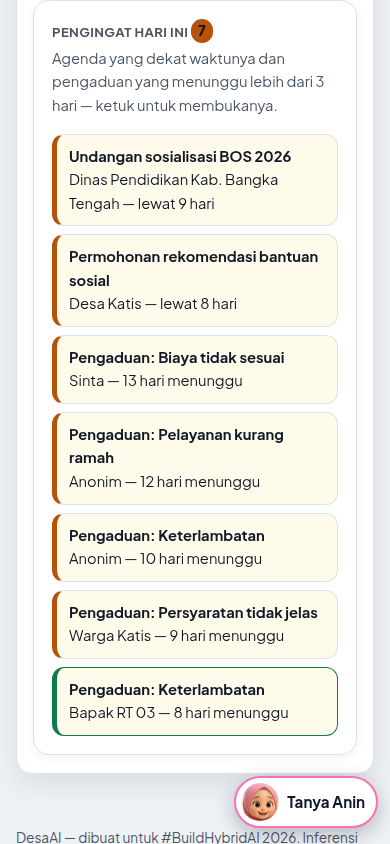 PENGINGAT HARI INI 7
Agenda yang dekat waktunya dan
pengaduan yang menunggu lebih dari 3
hari — ketuk untuk membukanya.
Undangan sosialisasi BOS 2026
Dinas Pendidikan Kab. Bangka
Tengah — lewat 9 hari
Permohonan rekomendasi bantuan
sosial
Desa Katis — lewat 8 hari
Pengaduan: Biaya tidak sesuai
Sinta — 13 hari menunggu
Pengaduan: Pelayanan kurang
ramah
Anonim — 12 hari menunggu
Pengaduan: Keterlambatan
Anonim — 10 hari menunggu
Pengaduan: Persyaratan tidak jelas
Warga Katis — 9 hari menunggu
Pengaduan: Keterlambatan
Bapak RT 03 — 8 hari menunggu
Tanya Anin
DesaAI — dibuat untuk #BuildHybridAI 2026. Inferensi